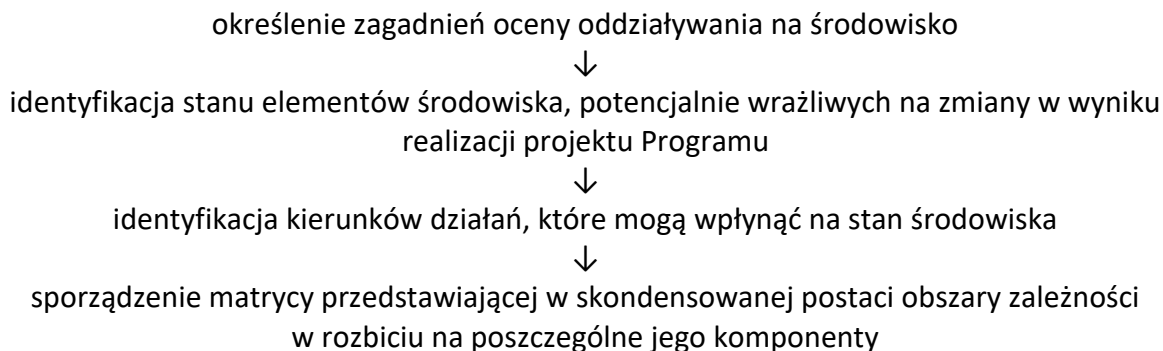 określenie zagadnień oceny oddziaływania na środowisko
↓
identyfikacja stanu elementów środowiska, potencjalnie wrażliwych na zmiany w wyniku
realizacji projektu Programu
↓
identyfikacja kierunków działań, które mogą wpłynąć na stan środowiska
↓
sporządzenie matrycy przedstawiającej w skondensowanej postaci obszary zależności
w rozbiciu na poszczególne jego komponenty